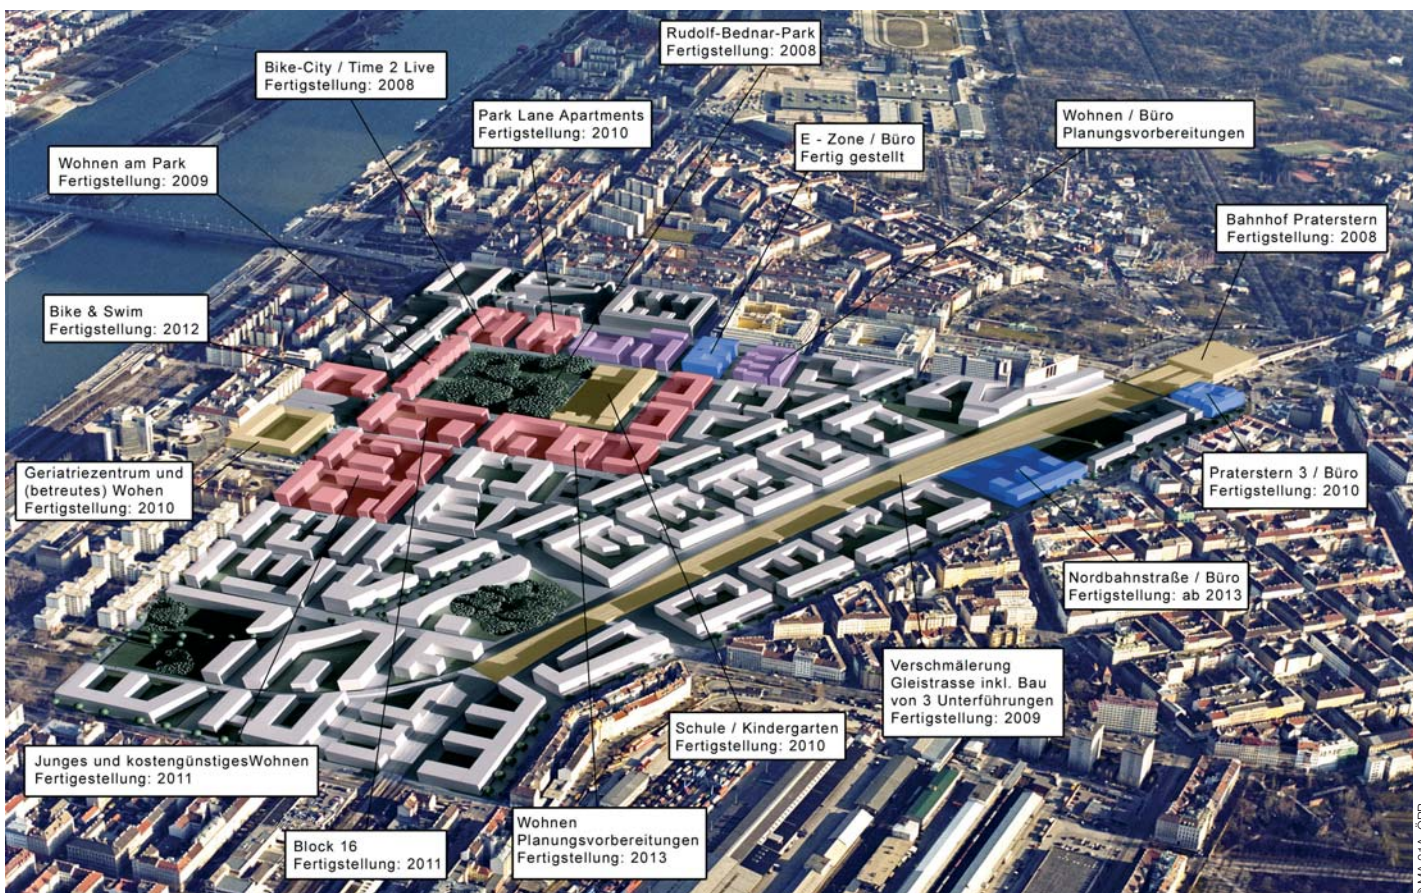 Rudolf-Bednar-Park
Fertigstellung: 2008
Bike-City / Time 2 Live
Fertigstellung: 2008
Park Lane Apartments
Fertigstellung: 2010
E - Zone / Büro
Fertig gestellt
Wohnen / Büro
Planungsvorbereitungen
Wohnen am Park
Fertigstellung: 2009
Bahnhof Praterstern
Fertigstellung: 2008
Bike & Swim
Fertigstellung: 2012
Geriatriezentrum und
(betreutes) Wohen
Fertigstellung: 2010
Praterstern 3 / Büro
Fertigstellung: 2010
Nordbahnstraße / Büro
Fertigstellung: ab 2013
Verschmälerung
Gleistrasse inkl. Bau
von 3 Unterführungen
Fertigstellung: 2009
Schule / Kindergarten
Fertigstellung: 2010
Junges und kostengünstigesWohnen
Fertigestellung: 2011
Wohnen
Planungsvorbereitungen
Fertigstellung: 2013
Block 16
Fertigstellung: 2011